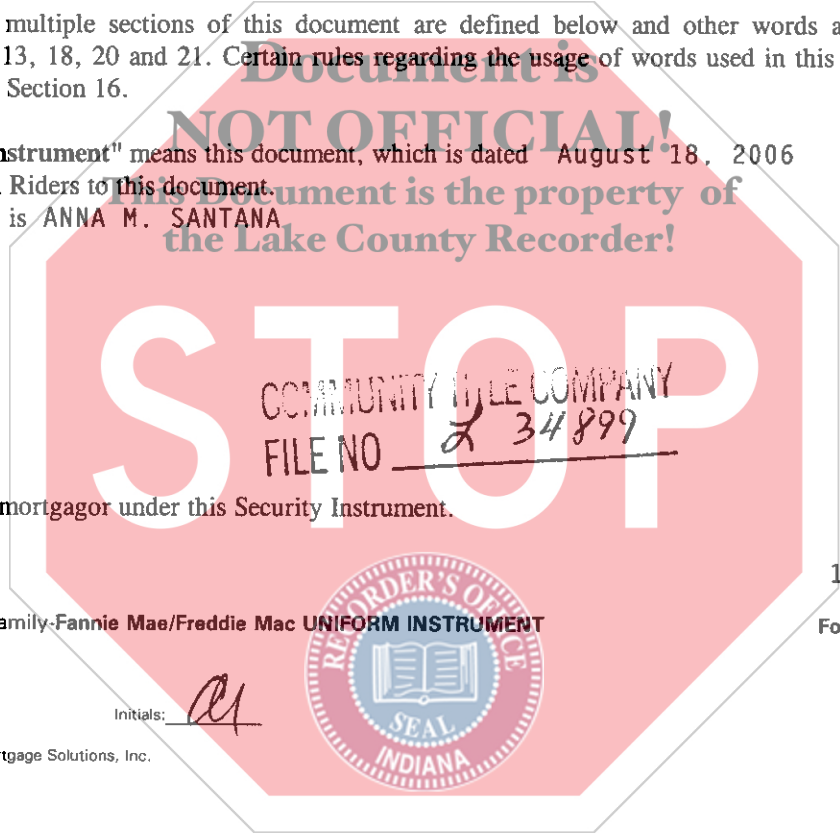 multiple sections of this document are defined below and other words a
13, 18, 20 and 21. Certain rules regarding the usage of words used in this
Section 16.
Document is
NOT OFFICIAL!
nstrument" means this document, which is dated August 18, 2006
Riders to this document.
This Document is the property of
is ANNA M. SANTANA
the Lake County Recorder!
STOP
COMMUNITY TITLE COMPANY
FILE NO 34899
mortgagor under this Security Instrument.
1
amily-Fannie Mae/Freddie Mac UNIFORM INSTRUMENT
Fo
RECORDER'S OFFICE
Initials:
SEAL
tgage Solutions, Inc.
INDIANA